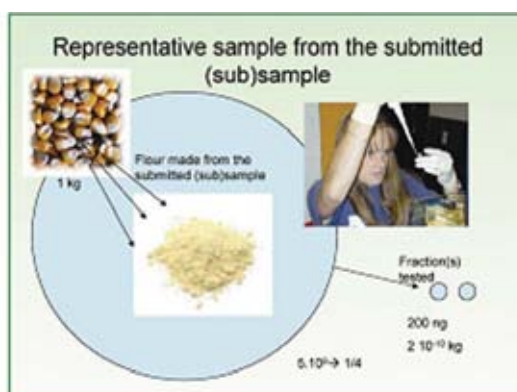 Representative sample from the submitted
(sub)sample
1 kg
Flour made from the
submitted (sub)sample
Fraction(s)
tested
200 ng
2 10⁻¹⁰ kg
5.10⁹→ 1/4